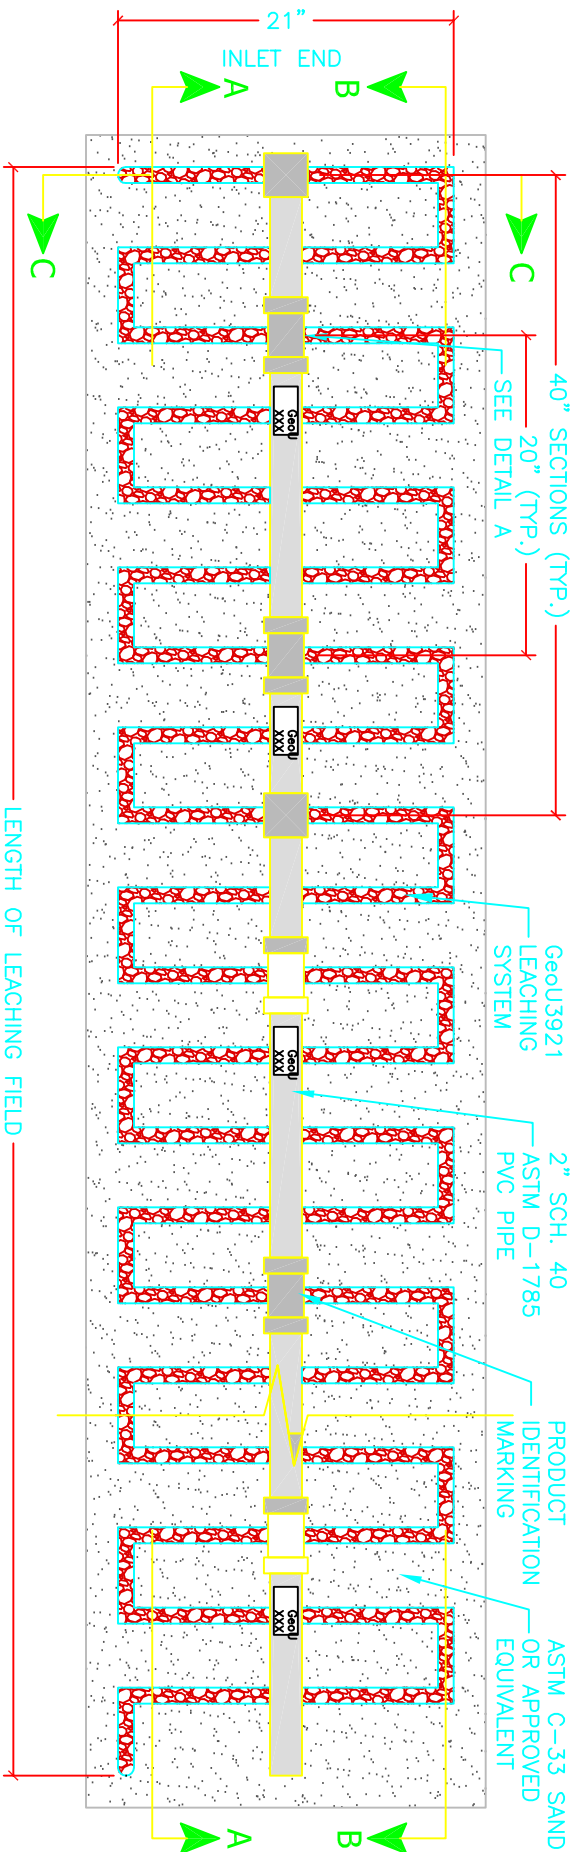 21"
INLET END
A
B
C
C
40" SECTIONS (TYP.)
20" (TYP.)
SEE DETAIL A
GeoU
XXX
GeoU
XXX
GeoU3921
LEACHING
SYSTEM
GeoU
XXX
2" SCH. 40
ASTM D-1785
PVC PIPE
PRODUCT
IDENTIFICATION
MARKING
ASTM C-33 SAND
OR APPROVED
EQUIVALENT
GeoU
XXX
LENGTH OF LEACHING FIELD
A
B